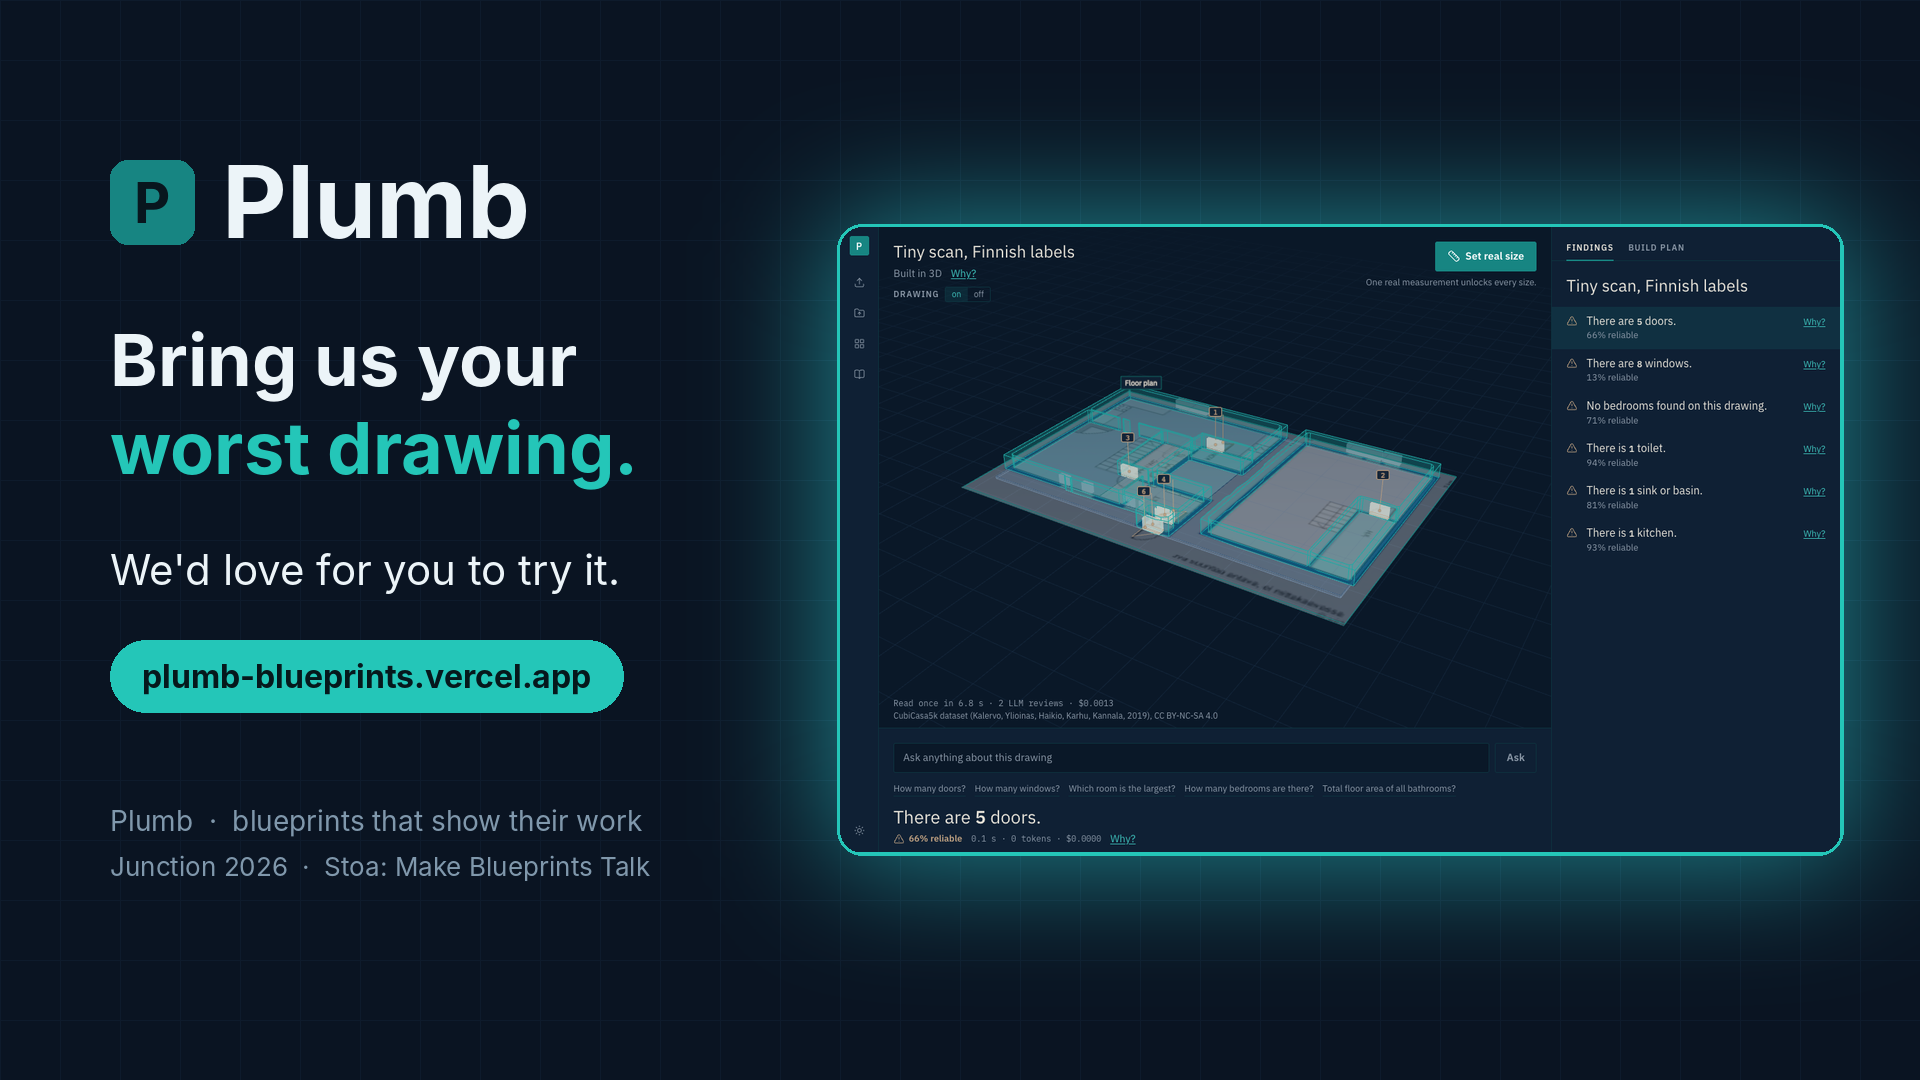 P Plumb
Bring us your
worst drawing.
We'd love for you to try it.
plumb-blueprints.vercel.app
Plumb · blueprints that show their work
Junction 2026 · Stoa: Make Blueprints Talk
P
Tiny scan, Finnish labels
Built in 3D Why?
DRAWING on off
Set real size
One real measurement unlocks every size.
Floor plan
1
3
2
4
6
Read once in 6.8 s · 2 LLM reviews · $0.0013
CubiCasa5k dataset (Kalervo, Ylioinas, Haikio, Karhu, Kannala, 2019), CC BY-NC-SA 4.0
Ask anything about this drawing
Ask
How many doors? How many windows? Which room is the largest? How many bedrooms are there? Total floor area of all bathrooms?
There are 5 doors.
66% reliable 0.1 s · 0 tokens · $0.0000 Why?
FINDINGS BUILD PLAN
Tiny scan, Finnish labels
There are 5 doors. Why?
66% reliable
There are 8 windows. Why?
13% reliable
No bedrooms found on this drawing. Why?
71% reliable
There is 1 toilet. Why?
94% reliable
There is 1 sink or basin. Why?
81% reliable
There is 1 kitchen. Why?
93% reliable